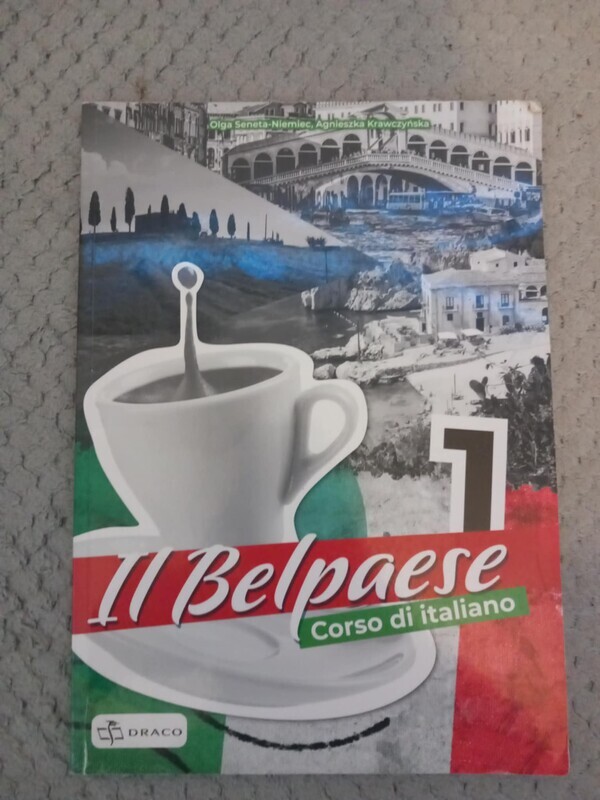 Olga Seneta-Niemiec, Agnieszka Krawczyńska
1
Il Belpaese
Corso di italiano
DRACO